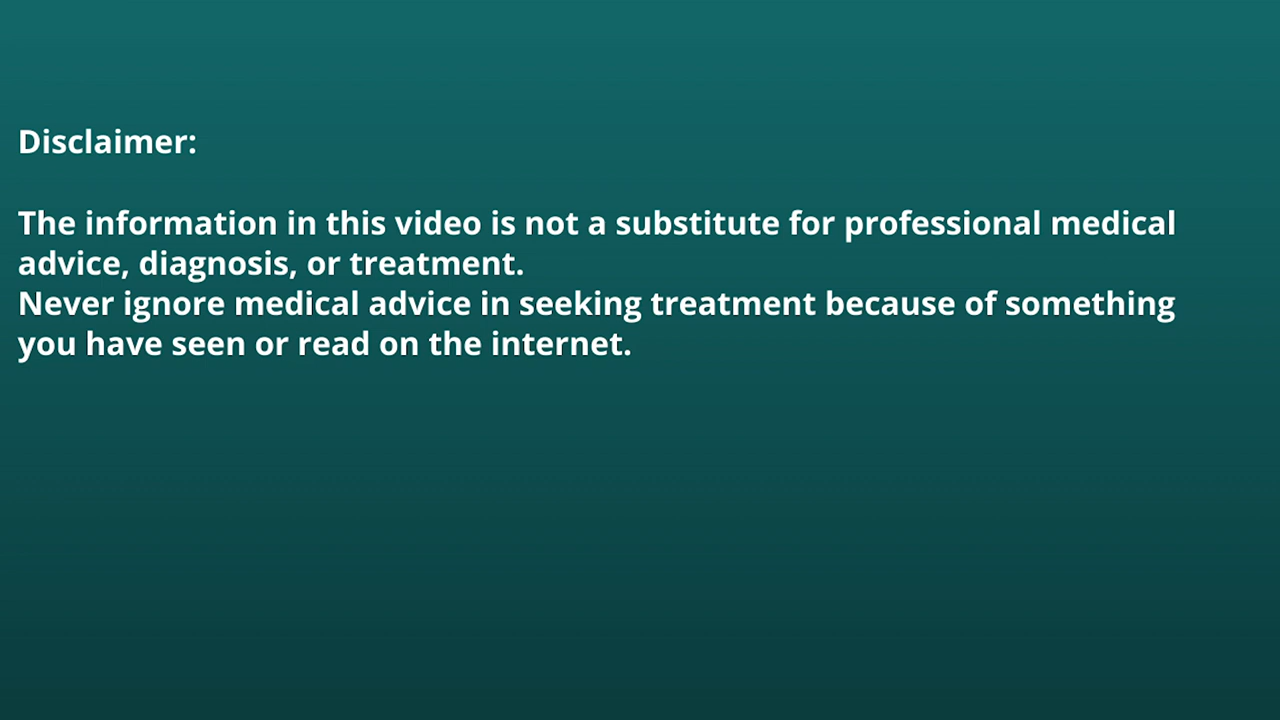 Disclaimer:
The information in this video is not a substitute for professional medical
advice, diagnosis, or treatment.
Never ignore medical advice in seeking treatment because of something
you have seen or read on the internet.